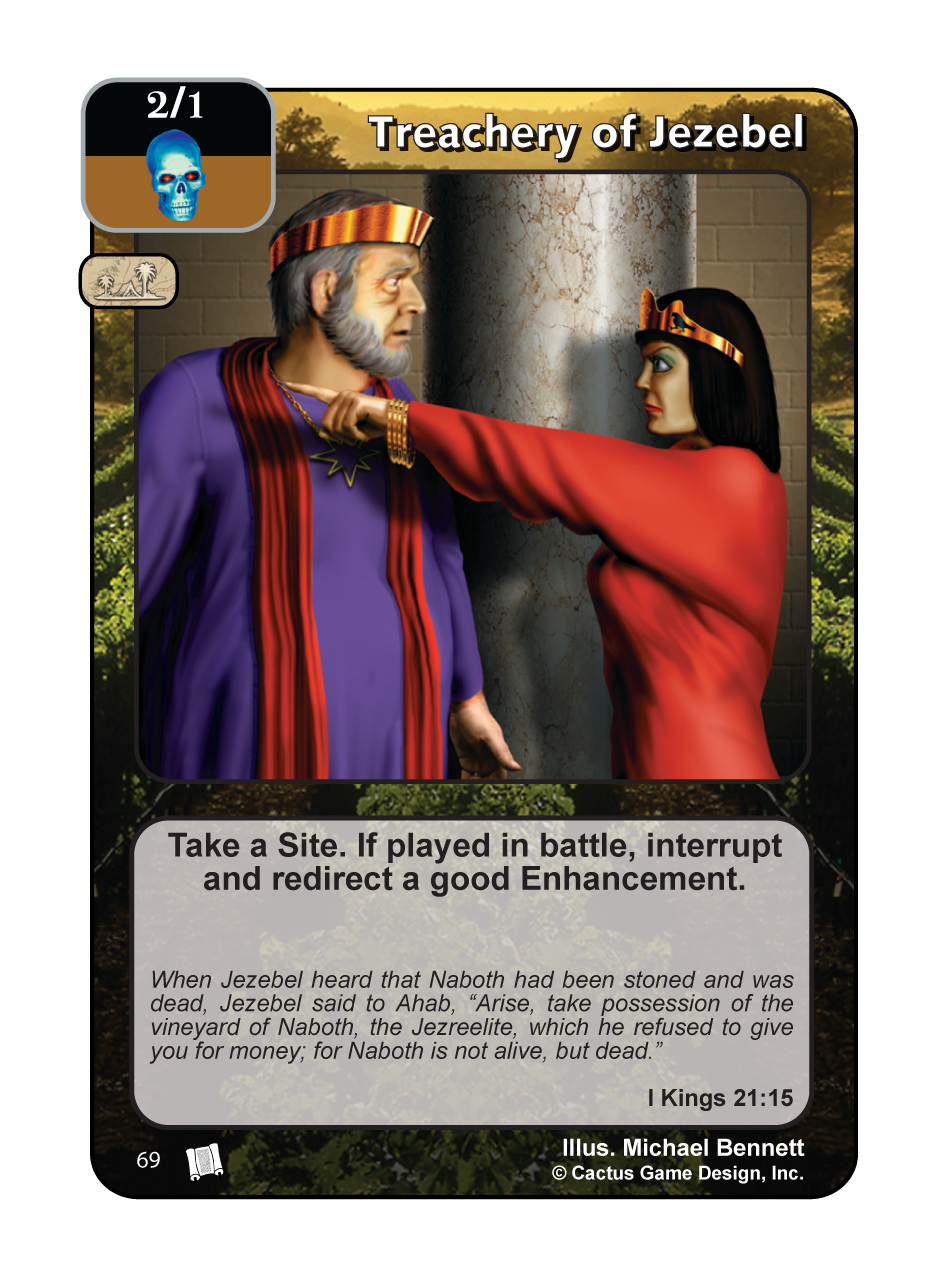 2/1
Treachery of Jezebel
Take a Site. If played in battle, interrupt
and redirect a good Enhancement.
When Jezebel heard that Naboth had been stoned and was
dead, Jezebel said to Ahab, “Arise, take possession of the
vineyard of Naboth, the Jezreelite, which he refused to give
you for money; for Naboth is not alive, but dead.”
I Kings 21:15
69
Illus. Michael Bennett
© Cactus Game Design, Inc.